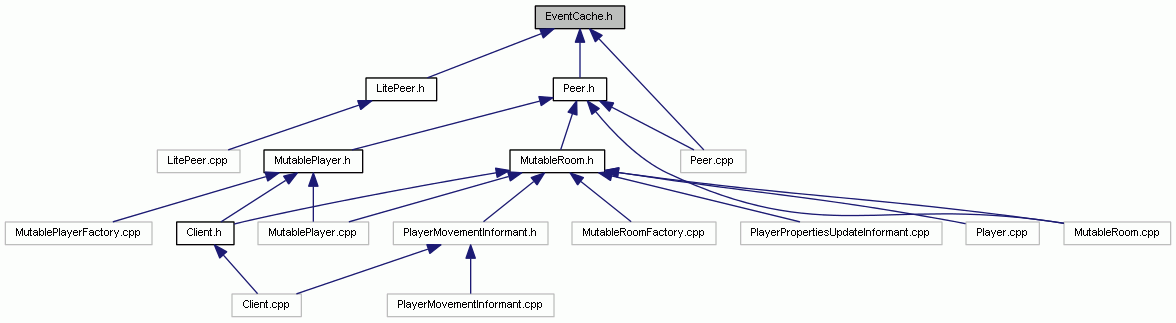 EventCache.h
LitePeer.h
Peer.h
LitePeer.cpp
MutablePlayer.h
MutableRoom.h
Peer.cpp
MutablePlayerFactory.cpp
Client.h
MutablePlayer.cpp
PlayerMovementInformant.h
MutableRoomFactory.cpp
PlayerPropertiesUpdateInformant.cpp
Player.cpp
MutableRoom.cpp
Client.cpp
PlayerMovementInformant.cpp